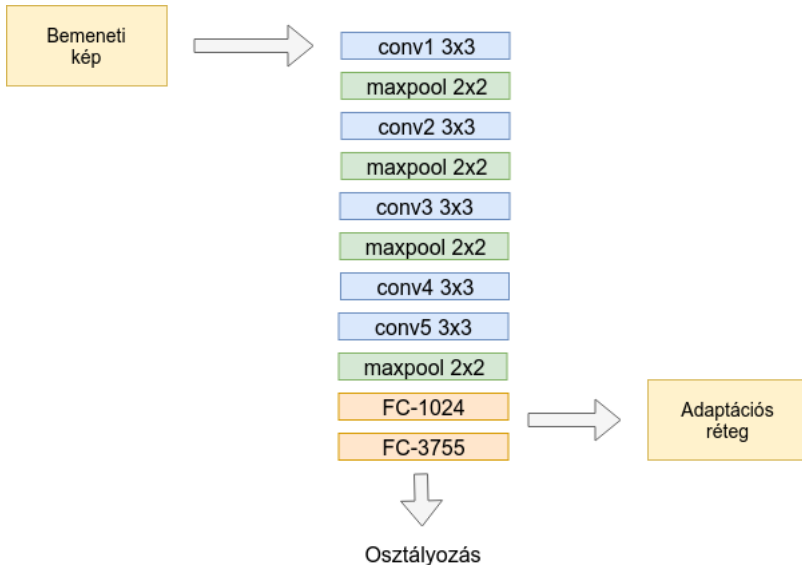 Bemeneti
kép
conv1 3x3
maxpool 2x2
conv2 3x3
maxpool 2x2
conv3 3x3
maxpool 2x2
conv4 3x3
conv5 3x3
maxpool 2x2
FC-1024
FC-3755
Adaptációs
réteg
Osztályozás